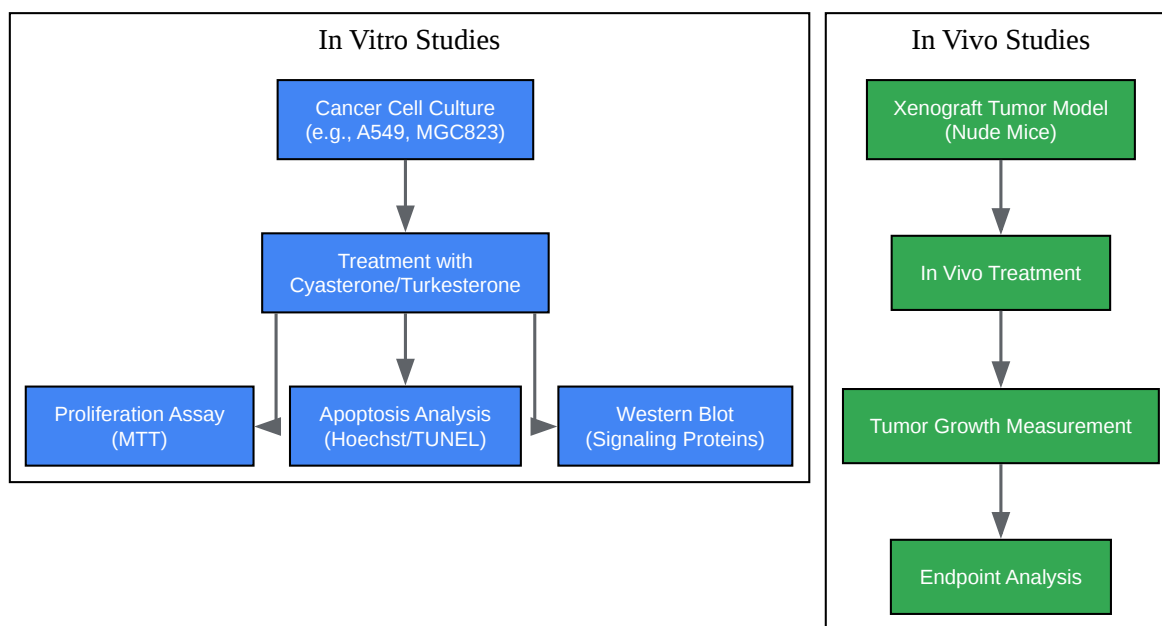 In Vitro Studies
Cancer Cell Culture
(e.g., A549, MGC823)
Treatment with
Cyasterone/Turkesterone
Proliferation Assay
(MTT)
Apoptosis Analysis
(Hoechst/TUNEL)
Western Blot
(Signaling Proteins)
In Vivo Studies
Xenograft Tumor Model
(Nude Mice)
In Vivo Treatment
Tumor Growth Measurement
Endpoint Analysis